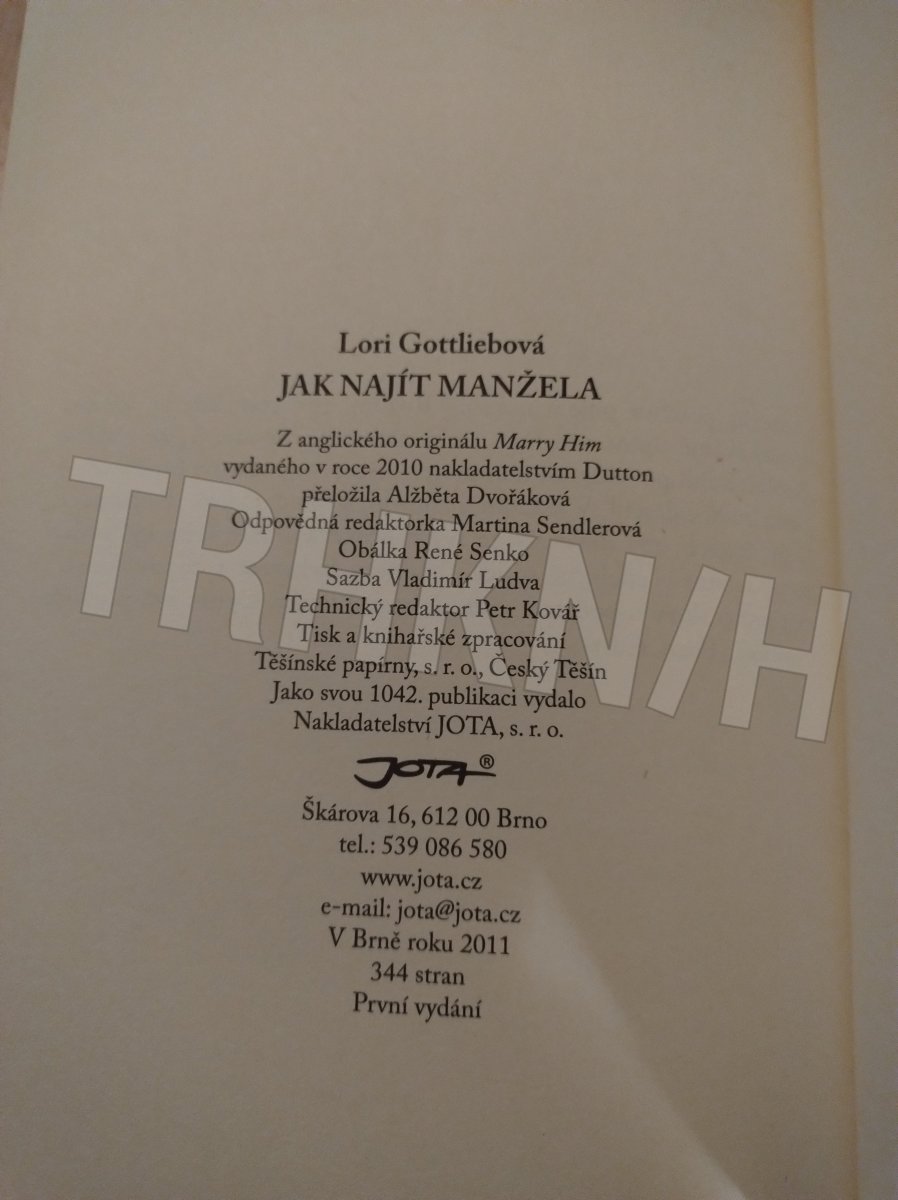 Lori Gottliebová
JAK NAJÍT MANŽELA
Z anglického originálu Marry Him
vydaného v roce 2010 nakladatelstvím Dutton
přeložila Alžběta Dvořáková
Odpovědná redaktorka Martina Sendlerová
Obálka René Senko
Sazba Vladimír Ludva
Technický redaktor Petr Kovář
Tisk a knihařské zpracování
Těšínské papírny, s. r. o., Český Těšín
Jako svou 1042. publikaci vydalo
Nakladatelství JOTA, s. r. o.
JOTA®
Škárova 16, 612 00 Brno
tel.: 539 086 580
www.jota.cz
e-mail: jota@jota.cz
V Brně roku 2011
344 stran
První vydání
TRHKN/H